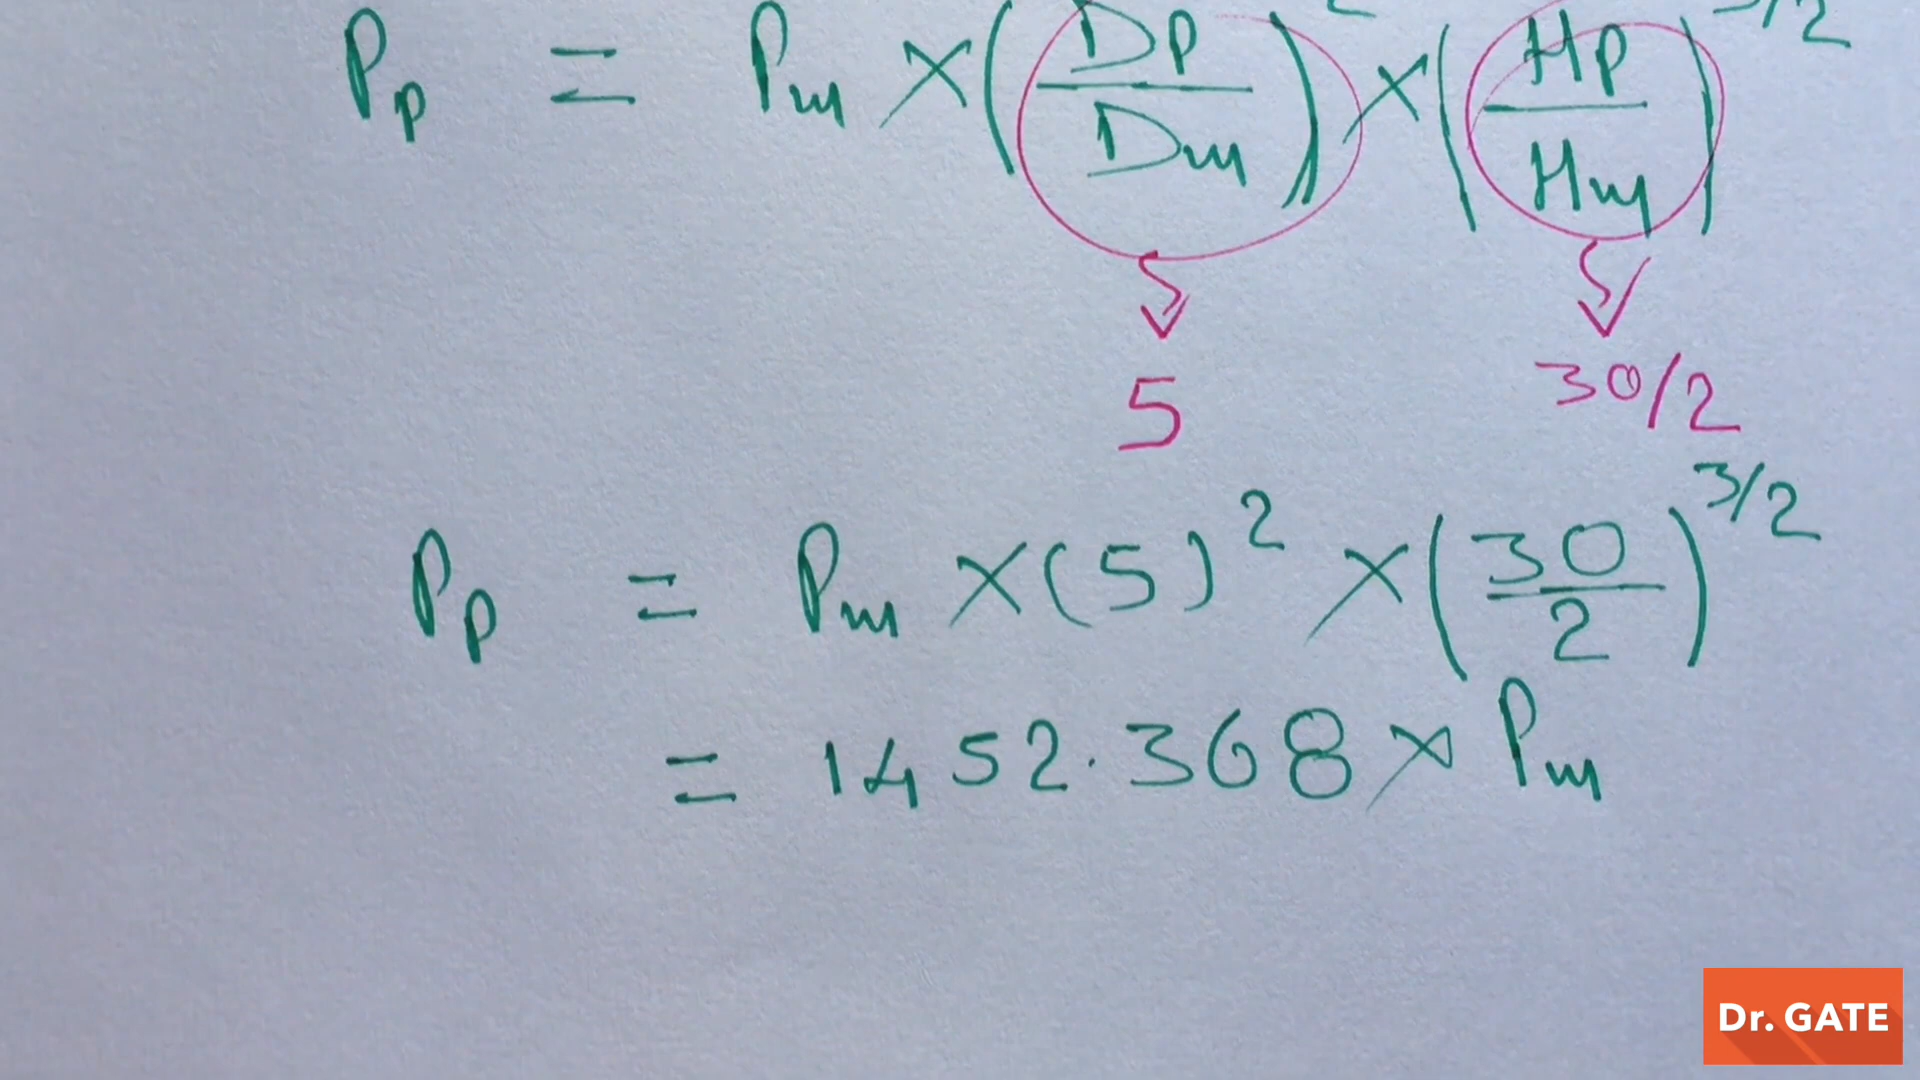 Pp = Pm × (Dp/Dm)² × (Hp/Hm)^3/2
5 30/2
Pp = Pm × (5)² × (30/2)^3/2
= 1452.368 × Pm
Dr. GATE